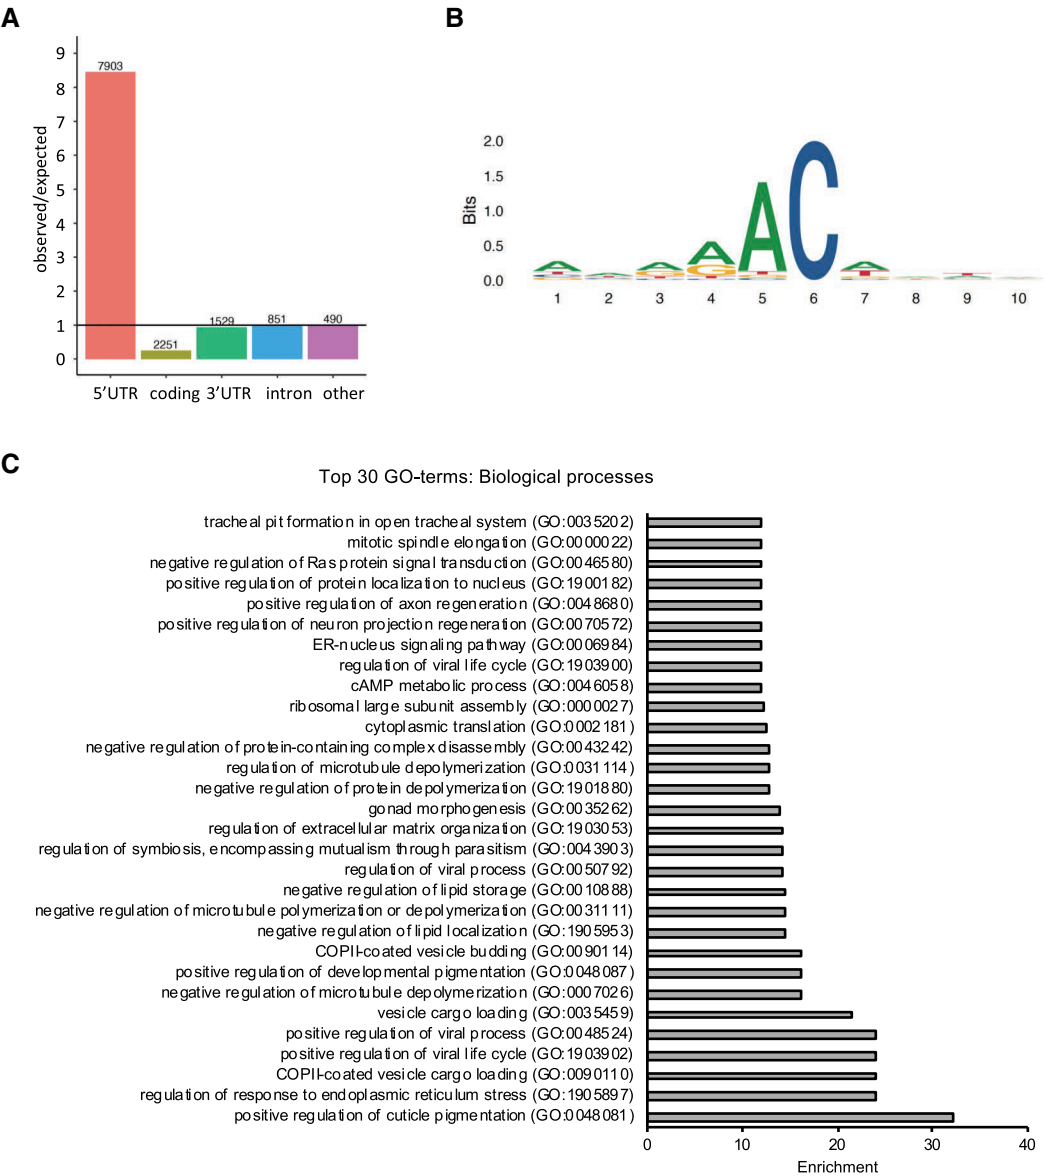 A
B
9
8
7
6
5
4
3
2
1
0
observed/expected
7903
2251
1529
851
490
5’UTR coding 3’UTR intron other
2.0
1.5
1.0
0.5
0.0
Bits
A A A A C A
G
1 2 3 4 5 6 7 8 9 10
C
Top 30 GO-terms: Biological processes
tracheal pit formation in open tracheal system (GO:0035202)
mitotic spindle elongation (GO:0000022)
negative regulation of Ras protein signal transduction (GO:0046580)
positive regulation of protein localization to nucleus (GO:1900182)
positive regulation of axon regeneration (GO:0048680)
positive regulation of neuron projection regeneration (GO:0070572)
ER-nucleus signaling pathway (GO:0006984)
regulation of viral life cycle (GO:1903900)
cAMP metabolic process (GO:0046058)
ribosomal large subunit assembly (GO:0000027)
cytoplasmic translation (GO:0002181)
negative regulation of protein-containing complex disassembly (GO:0043242)
regulation of microtubule depolymerization (GO:0031114)
negative regulation of protein depolymerization (GO:1901880)
gonad morphogenesis (GO:0035262)
regulation of extracellular matrix organization (GO:1903053)
regulation of symbiosis, encompassing mutualism through parasitism (GO:0043903)
regulation of viral process (GO:0050792)
negative regulation of lipid storage (GO:0010888)
negative regulation of microtubule polymerization or depolymerization (GO:0031111)
negative regulation of lipid localization (GO:1905953)
COPII-coated vesicle budding (GO:0090114)
positive regulation of developmental pigmentation (GO:0048087)
negative regulation of microtubule depolymerization (GO:0007026)
vesicle cargo loading (GO:0035459)
positive regulation of viral process (GO:0048524)
positive regulation of viral life cycle (GO:1903902)
COPII-coated vesicle cargo loading (GO:0090110)
regulation of response to endoplasmic reticulum stress (GO:1905897)
positive regulation of cuticle pigmentation (GO:0048081)
0 10 20 30 40
Enrichment